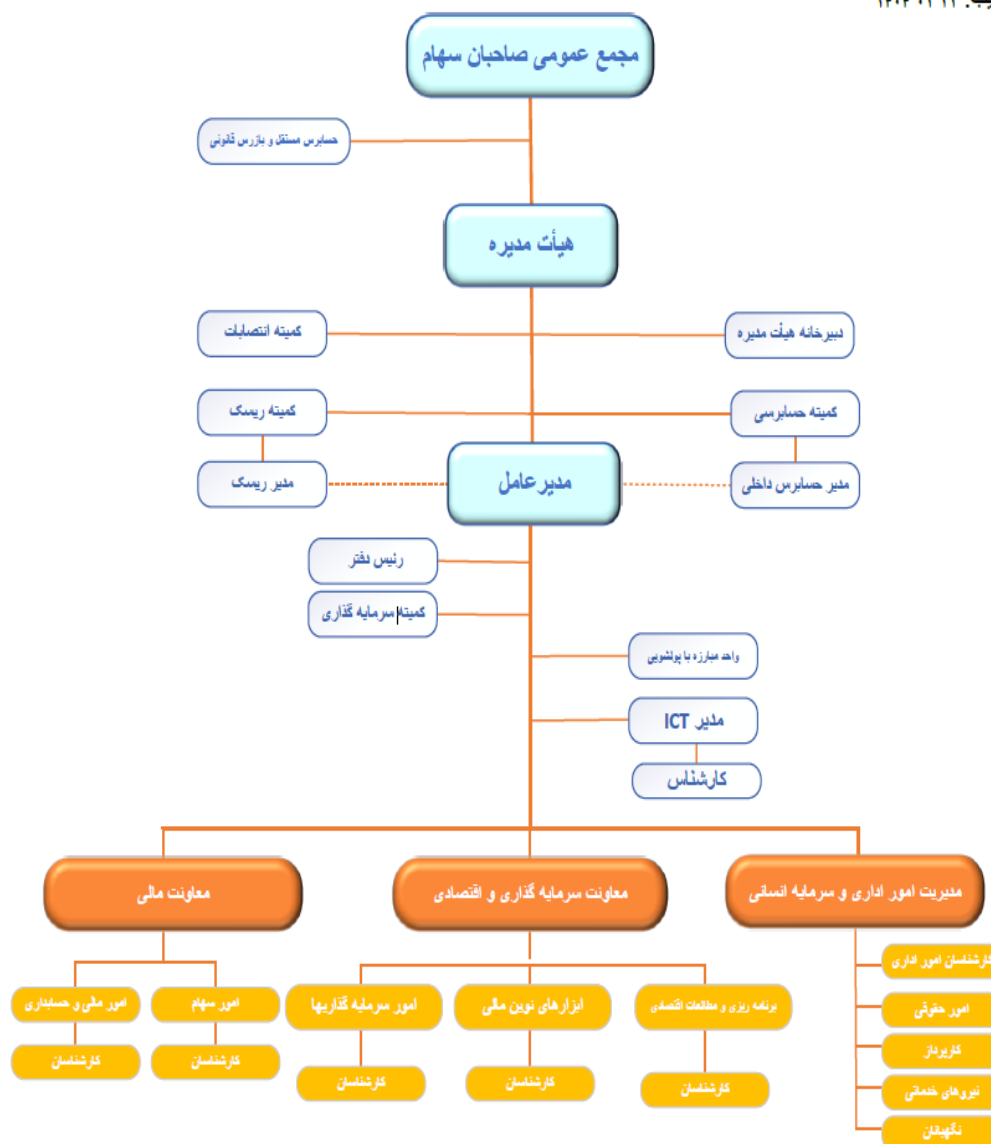 مجمع عمومی صاحبان سهام
حسابرس مستقل و بازرس قانونی
هیأت مدیره
دبیرخانه هیأت مدیره
کمیته انتصابات
کمیته حسابرسی
کمیته ریسک
مدیر حسابرس داخلی
مدیرعامل
مدیر ریسک
رئیس دفتر
کمیته سرمایه گذاری
واحد مبارزه با پولشویی
مدیر ICT
کارشناس
مدیریت امور اداری و سرمایه انسانی
معاونت سرمایه گذاری و اقتصادی
معاونت مالی
کارشناسان امور اداری
امور حقوقی
کارپرداز
نیروهای خدماتی
نگهبانان
برنامه ریزی و مطالعات اقتصادی
ابزارهای نوین مالی
امور سرمایه گذاریها
کارشناسان
کارشناسان
کارشناسان
امور سهام
امور مالی و حسابداری
کارشناسان
کارشناسان